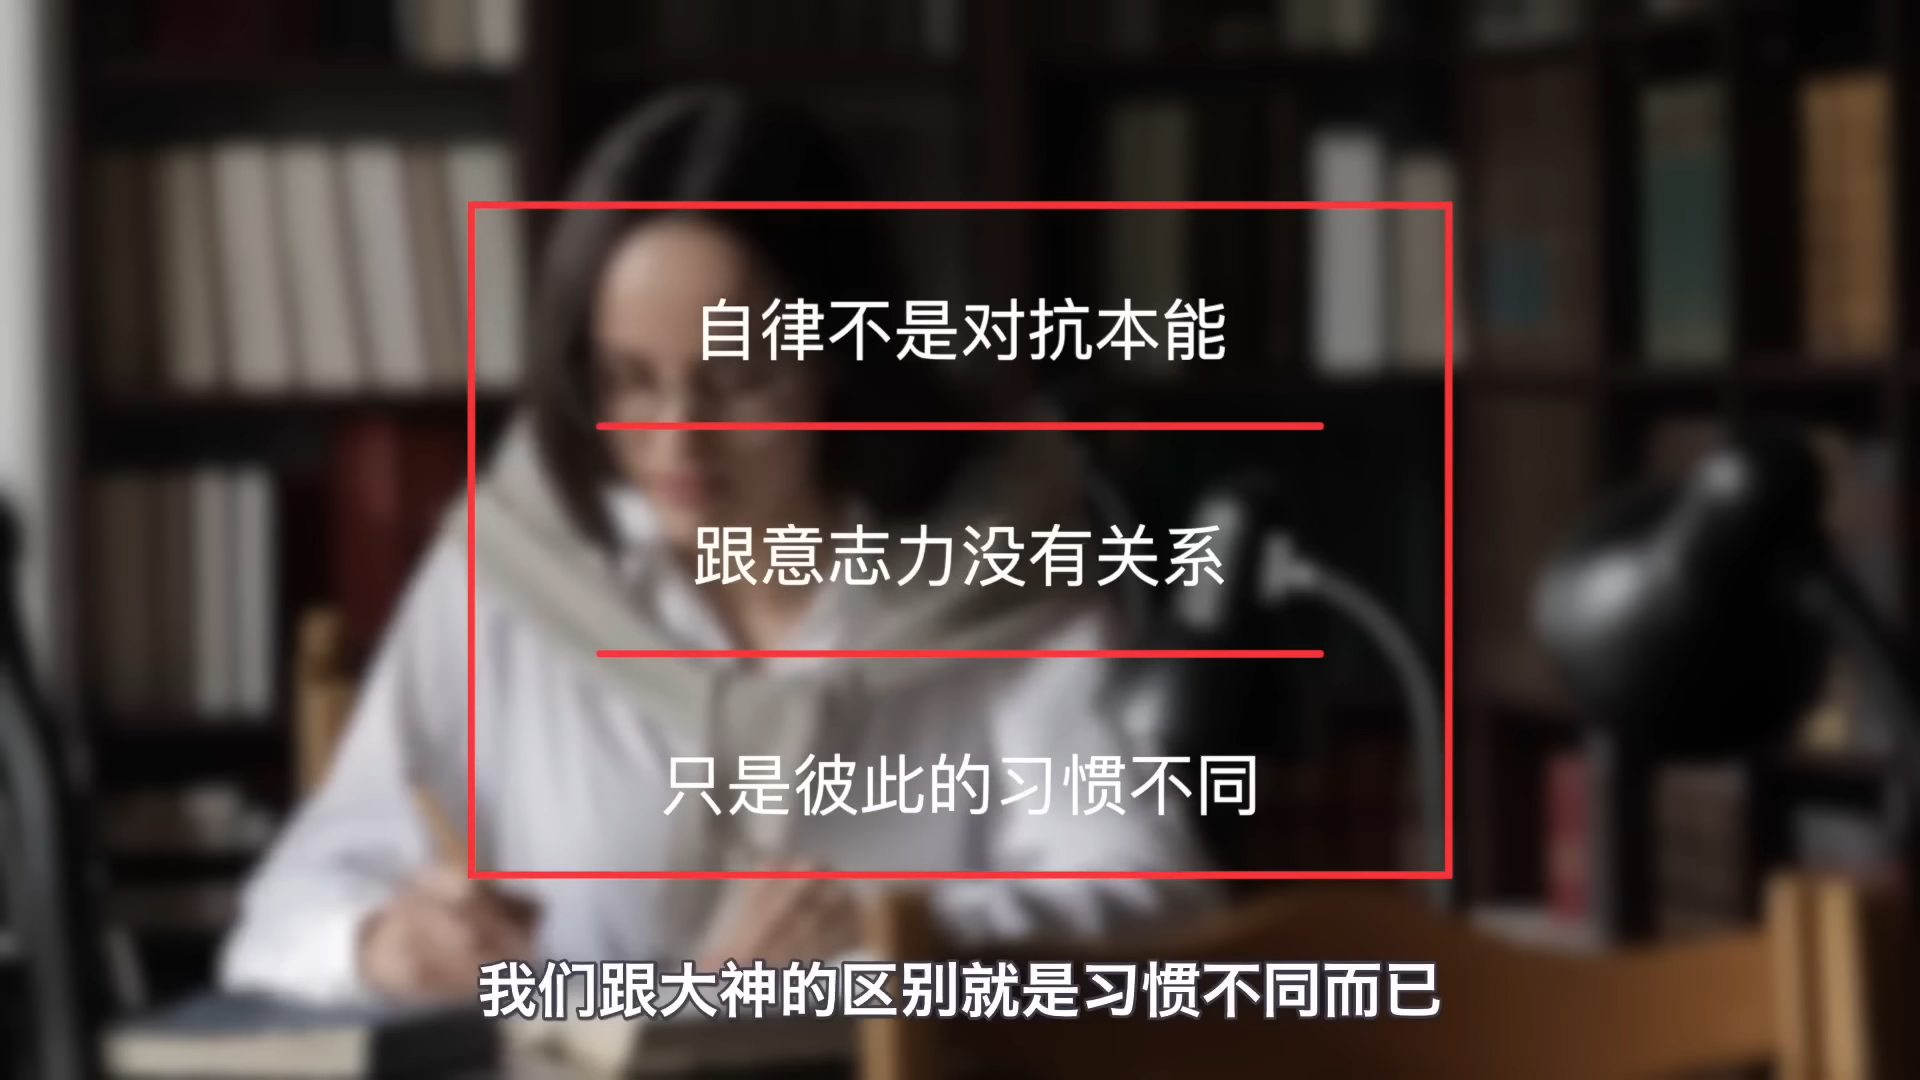 自律不是对抗本能
跟意志力没有关系
只是彼此的习惯不同
我们跟大神的区别就是习惯不同而已